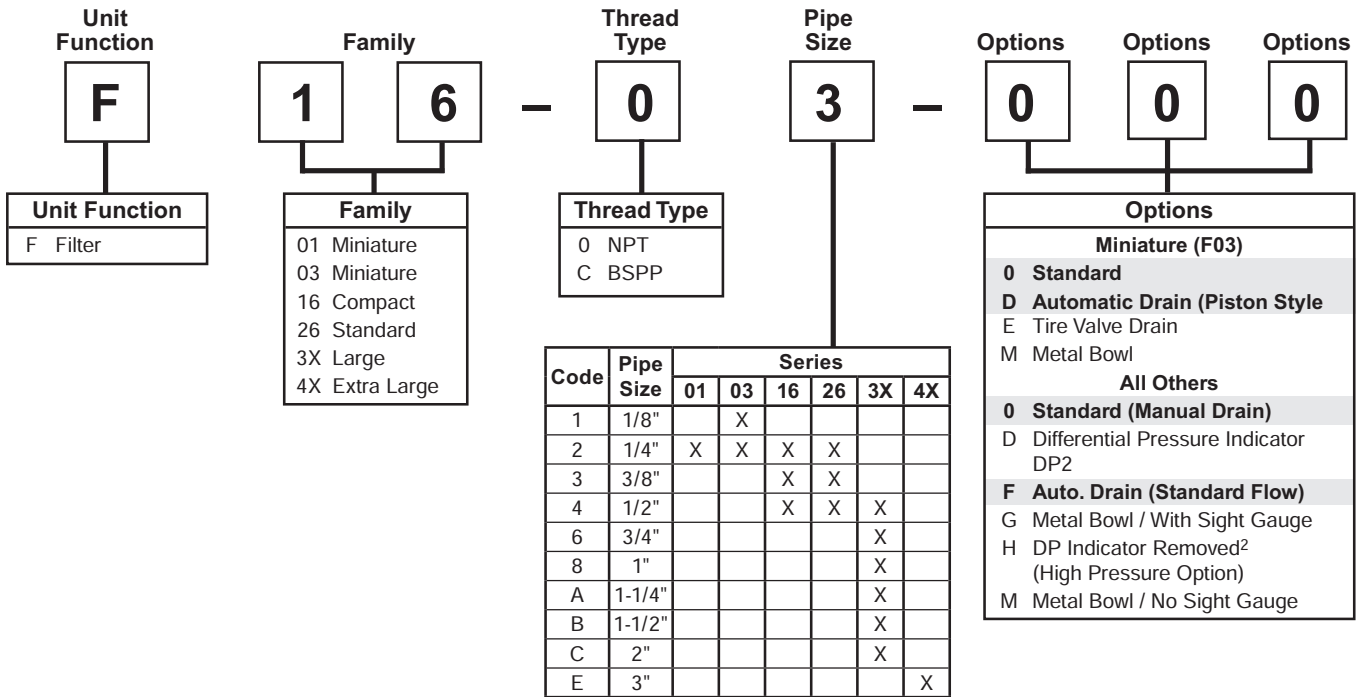 Unit Function
Family
Thread Type
Pipe Size
Options
Options
Options
F 1 6 – 0 3 – 0 0 0
Unit Function
F Filter
Family
01 Miniature
03 Miniature
16 Compact
26 Standard
3X Large
4X Extra Large
Thread Type
0 NPT
C BSPP
Code Pipe Size Series
01 03 16 26 3X 4X
1 1/8" X
2 1/4" X X X X
3 3/8" X X
4 1/2" X X X
6 3/4" X
8 1" X
A 1-1/4" X
B 1-1/2" X
C 2" X
E 3" X
Options
Miniature (F03)
0 Standard
D Automatic Drain (Piston Style
E Tire Valve Drain
M Metal Bowl
All Others
0 Standard (Manual Drain)
D Differential Pressure Indicator
DP2
F Auto. Drain (Standard Flow)
G Metal Bowl / With Sight Gauge
H DP Indicator Removed²
(High Pressure Option)
M Metal Bowl / No Sight Gauge